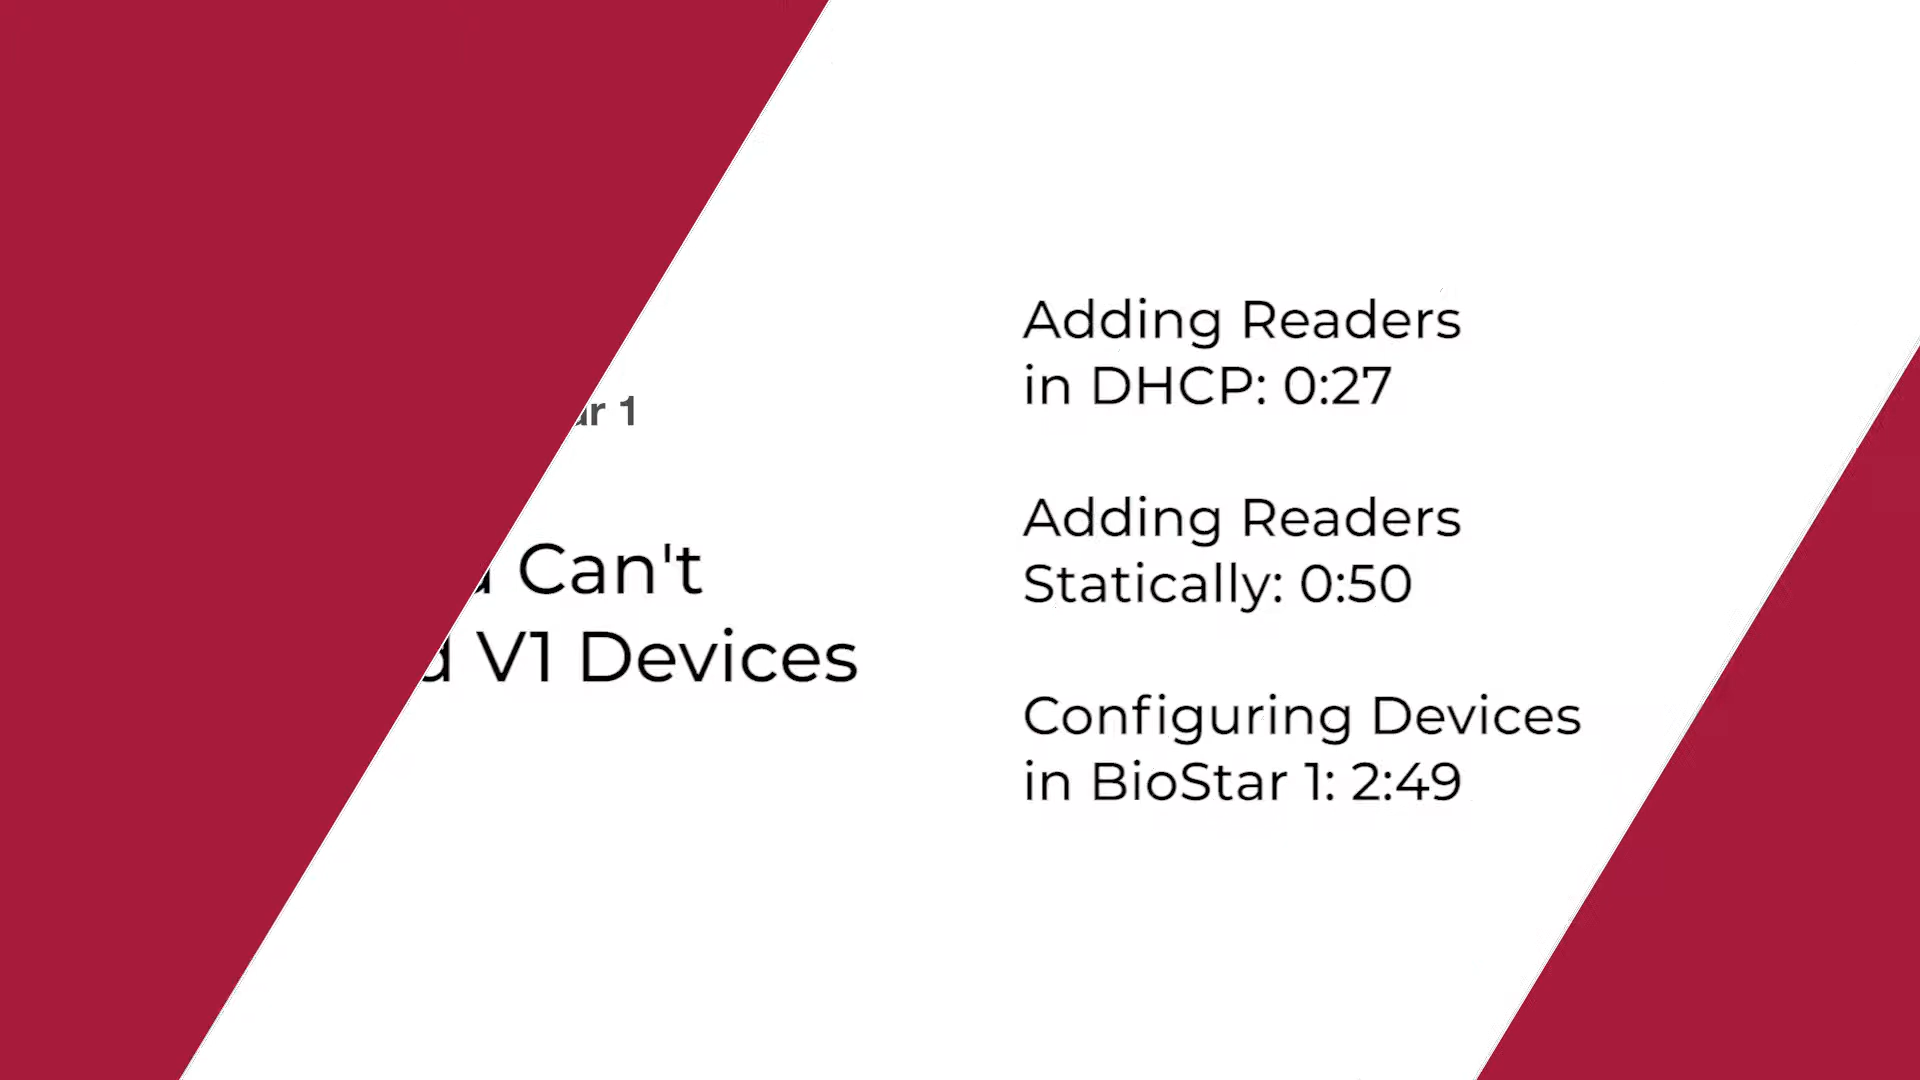 1
Can't
V1 Devices
Adding Readers
in DHCP: 0:27
Adding Readers
Statically: 0:50
Configuring Devices
in BioStar 1: 2:49